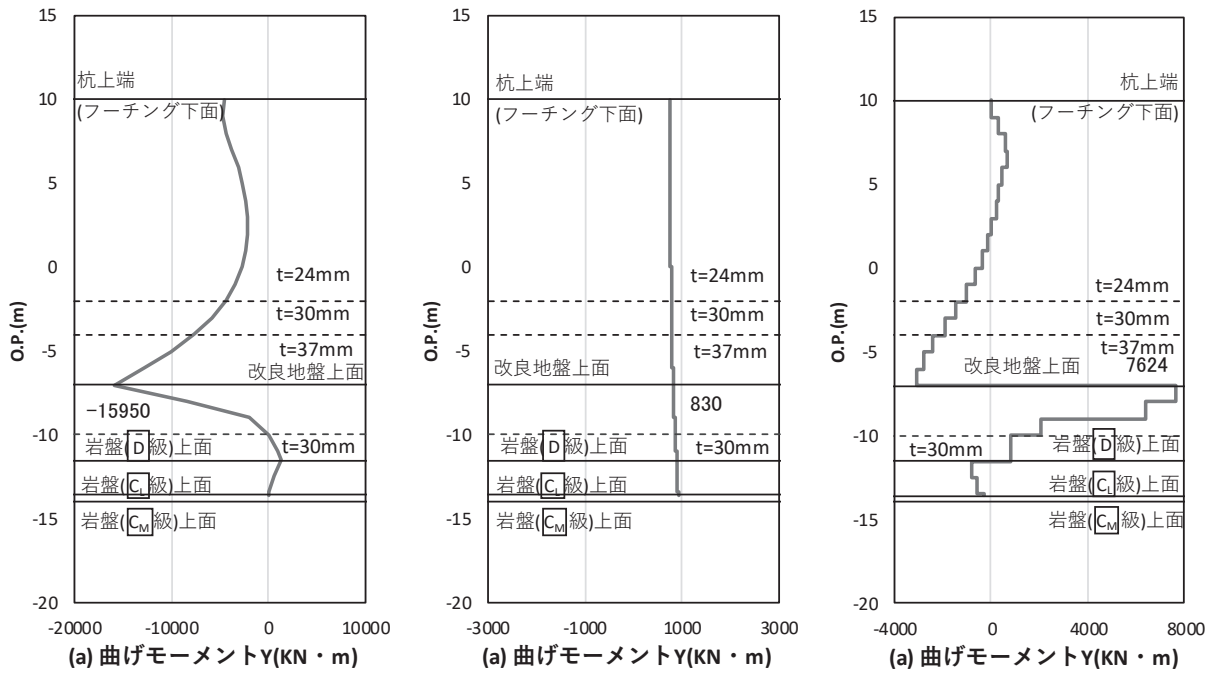 15
10
5
0
-5
-10
-15
-20
O.P.(m)
杭上端
(フーチング下面)
t=24mm
t=30mm
t=37mm
改良地盤上面
−15950
t=30mm
岩盤(D級)上面
岩盤(CL級)上面
岩盤(CM級)上面
-20000
-10000
0
10000
(a) 曲げモーメントY(KN・m)
15
10
5
0
-5
-10
-15
-20
O.P.(m)
杭上端
(フーチング下面)
t=24mm
t=30mm
t=37mm
改良地盤上面
830
岩盤(D級)上面
t=30mm
岩盤(CL級)上面
岩盤(CM級)上面
-3000
-1000
1000
3000
(a) 曲げモーメントY(KN・m)
15
10
5
0
-5
-10
-15
-20
O.P.(m)
杭上端
(フーチング下面)
t=24mm
t=30mm
t=37mm
7624
改良地盤上面
t=30mm
岩盤(D級)上面
岩盤(CL級)上面
岩盤(CM級)上面
-4000
0
4000
8000
(a) 曲げモーメントY(KN・m)